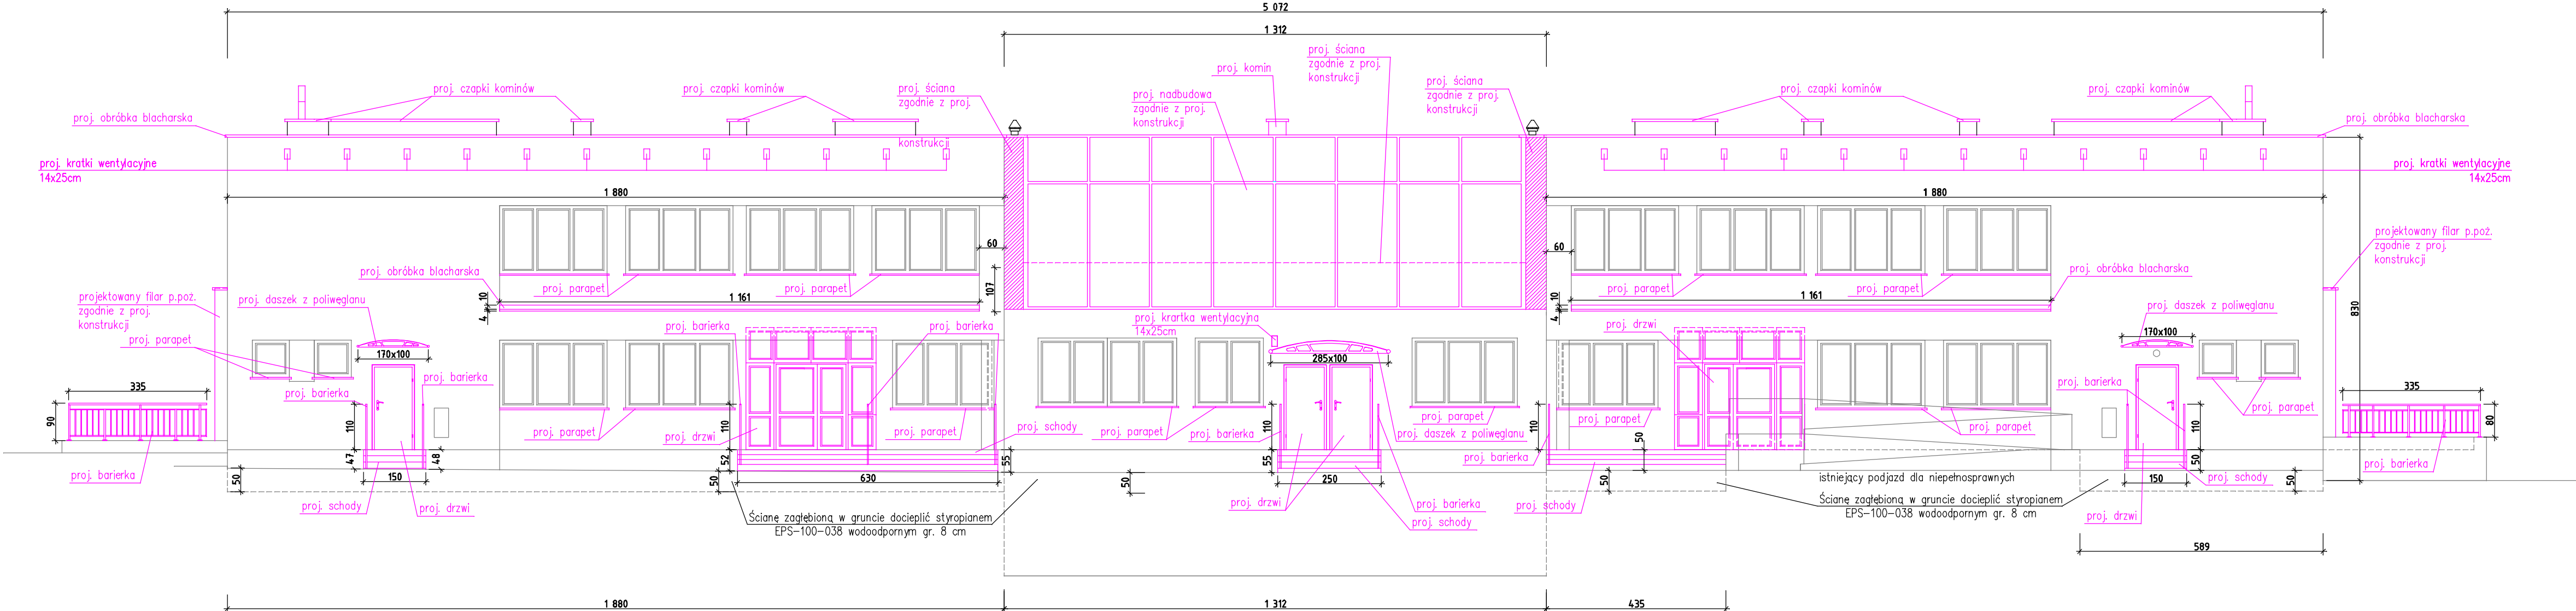 5 072
1 312
proj. ściana
zgodnie z proj.
konstrukcji
proj. komin
proj. ściana
zgodnie z proj.
konstrukcji
proj. czapki kominów
proj. czapki kominów
proj. ściana
zgodnie z proj.
konstrukcji
proj. nadbudowa
zgodnie z proj.
konstrukcji
proj. czapki kominów
proj. czapki kominów
proj. obróbka blacharska
proj. obróbka blacharska
proj. kratki wentylacyjne
14x25cm
proj. kratki wentylacyjne
14x25cm
1 880
1 880
60
60
830
projektowany filar p.poż.
zgodnie z proj.
konstrukcji
proj. obróbka blacharska
proj. obróbka blacharska
proj. parapet
proj. parapet
107
proj. parapet
proj. parapet
1 161
1 161
10
4
10
4
projektowany filar p.poż.
zgodnie z proj.
konstrukcji
proj. daszek z poliwęglanu
proj. daszek z poliwęglanu
proj. parapet
170x100
proj. barierka
proj. barierka
proj. krartka wentylacyjna
14x25cm
285x100
proj. drzwi
170x100
335
90
proj. barierka
proj. barierka
110
47
48
proj. parapet
proj. drzwi
110
52
proj. parapet
proj. schody
55
proj. parapet
proj. barierka
110
55
proj. parapet
proj. daszek z poliwęglanu
110
proj. barierka
proj. parapet
50
proj. parapet
proj. barierka
110
50
proj. parapet
335
80
proj. barierka
proj. barierka
50
150
proj. schody
proj. drzwi
50
630
50
250
proj. drzwi
proj. barierka
proj. schody
proj. schody
50
150
proj. schody
50
proj. drzwi
Ścianę zagłębioną w gruncie docieplić styropianem
EPS-100-038 wodoodpornym gr. 8 cm
istniejący podjazd dla niepełnosprawnych
Ścianę zagłębioną w gruncie docieplić styropianem
EPS-100-038 wodoodpornym gr. 8 cm
589
1 880
1 312
435